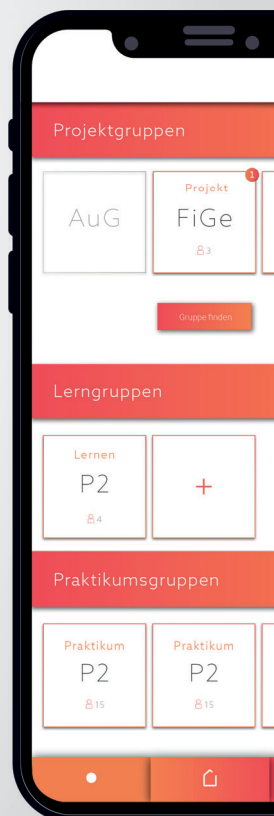 Projektgruppen
AuG
Projekt
FiGe
3
1
Gruppe finden
Lerngruppen
Lernen
P2
4
+
Praktikumsgruppen
Praktikum
P2
15
Praktikum
P2
15